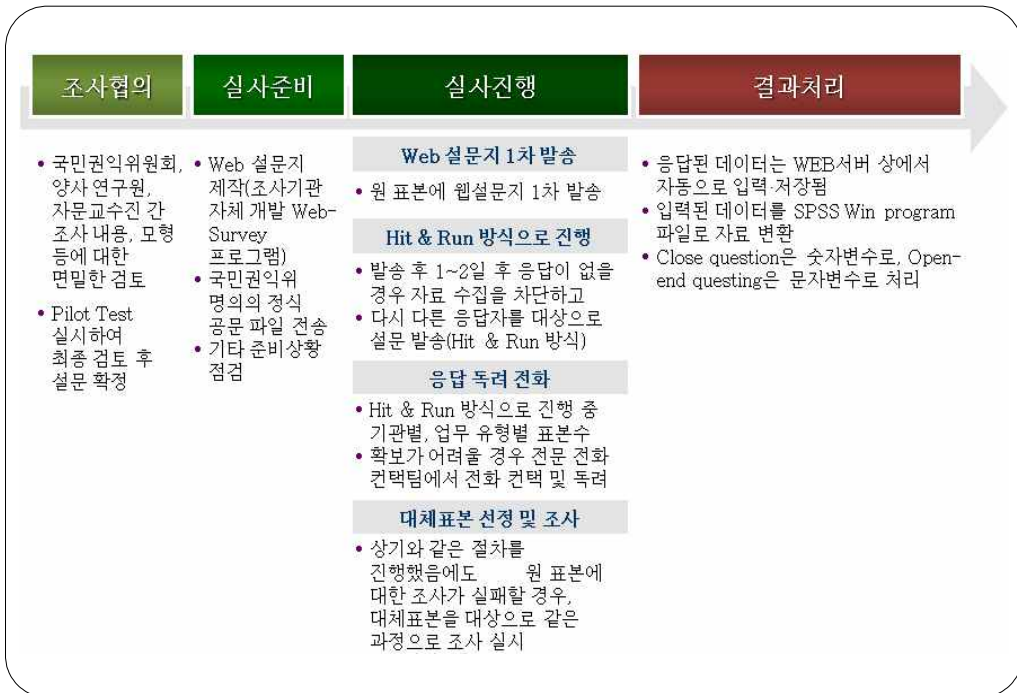 조사협의
실사준비
실사진행
결과처리
• 국민권익위원회,
양사 연구원,
자문교수진 간
조사 내용, 모형
등에 대한
면밀한 검토
• Pilot Test
실시하여
최종 검토 후
설문 확정
• Web 설문지
제작(조사기관
자체 개발 Web-
Survey
프로그램)
• 국민권익위
명의의 정식
공문 파일 전송
• 기타 준비상황
점검
Web 설문지 1차 발송
• 원 표본에 웹설문지 1차 발송
Hit & Run 방식으로 진행
• 발송 후 1~2일 후 응답이 없을
경우 자료 수집을 차단하고
• 다시 다른 응답자를 대상으로
설문 발송(Hit & Run 방식)
응답 독려 전화
• Hit & Run 방식으로 진행 중
기관별, 업무 유형별 표본수
• 확보가 어려울 경우 전문 전화
컨택팀에서 전화 컨택 및 독려
대체표본 선정 및 조사
• 상기와 같은 절차를
진행했음에도 원 표본에
대한 조사가 실패할 경우,
대체표본을 대상으로 같은
과정으로 조사 실시
• 응답된 데이터는 WEB서버 상에서
자동으로 입력·저장됨
• 입력된 데이터를 SPSS Win program
파일로 자료 변환
• Close question은 숫자변수로, Open-
end questing은 문자변수로 처리